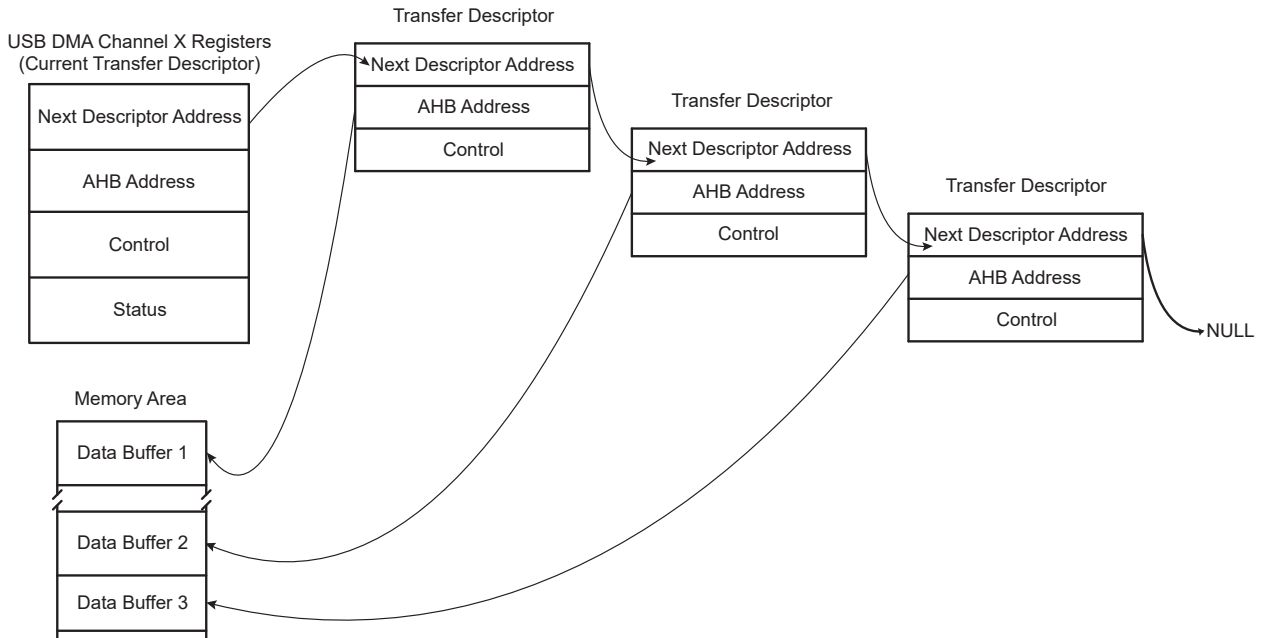 Transfer Descriptor
USB DMA Channel X Registers
(Current Transfer Descriptor)
Next Descriptor Address
AHB Address
Control
Status
Next Descriptor Address
AHB Address
Control
Transfer Descriptor
Next Descriptor Address
AHB Address
Control
Transfer Descriptor
Next Descriptor Address
AHB Address
Control
NULL
Memory Area
Data Buffer 1
Data Buffer 2
Data Buffer 3